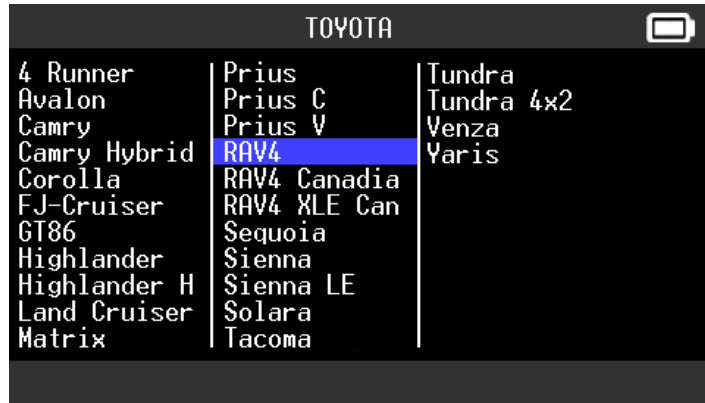 TOYOTA
4 Runner
Avalon
Camry
Camry Hybrid
Corolla
FJ-Cruiser
GT86
Highlander
Highlander H
Land Cruiser
Matrix
Prius
Prius C
Prius V
RAV4
RAV4 Canadia
RAV4 XLE Can
Sequoia
Sienna
Sienna LE
Solara
Tacoma
Tundra
Tundra 4x2
Venza
Yaris